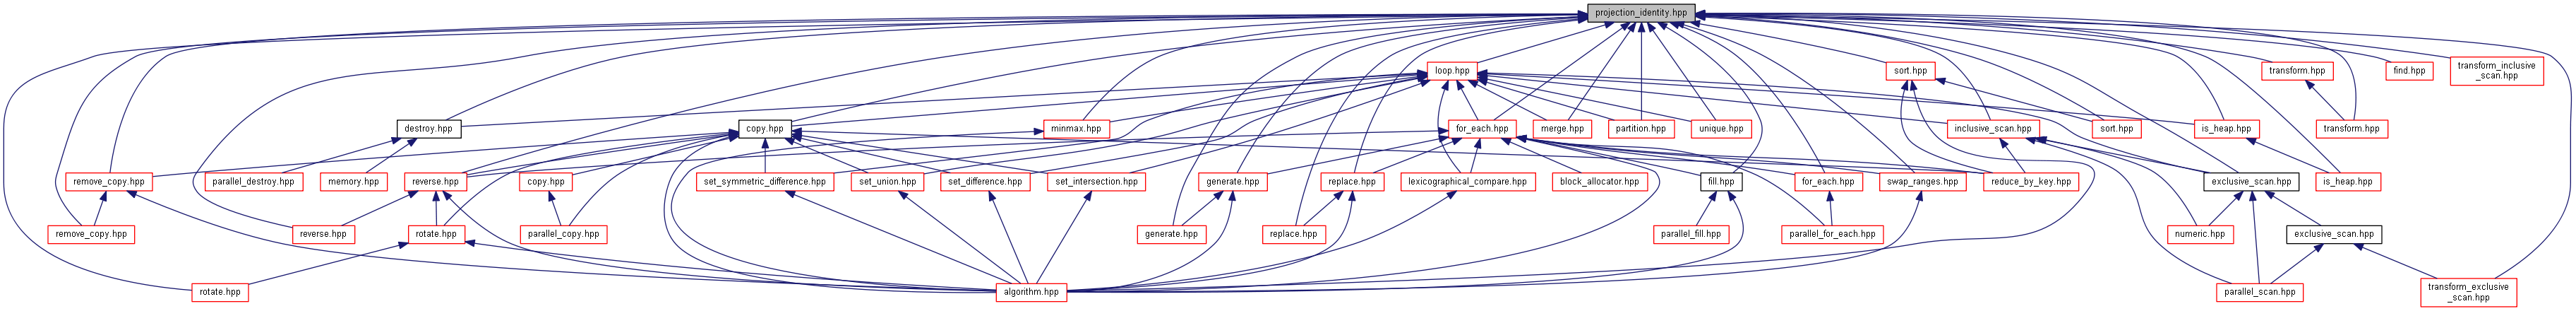 projection_identity.hpp
loop.hpp
sort.hpp
transform.hpp
find.hpp
transform_inclusive
_scan.hpp
destroy.hpp
copy.hpp
minmax.hpp
for_each.hpp
merge.hpp
partition.hpp
unique.hpp
inclusive_scan.hpp
sort.hpp
is_heap.hpp
transform.hpp
remove_copy.hpp
parallel_destroy.hpp
memory.hpp
reverse.hpp
copy.hpp
set_symmetric_difference.hpp
set_union.hpp
set_difference.hpp
set_intersection.hpp
generate.hpp
replace.hpp
lexicographical_compare.hpp
block_allocator.hpp
fill.hpp
for_each.hpp
swap_ranges.hpp
reduce_by_key.hpp
exclusive_scan.hpp
is_heap.hpp
remove_copy.hpp
reverse.hpp
rotate.hpp
parallel_copy.hpp
generate.hpp
replace.hpp
parallel_fill.hpp
parallel_for_each.hpp
numeric.hpp
exclusive_scan.hpp
rotate.hpp
algorithm.hpp
parallel_scan.hpp
transform_exclusive
_scan.hpp